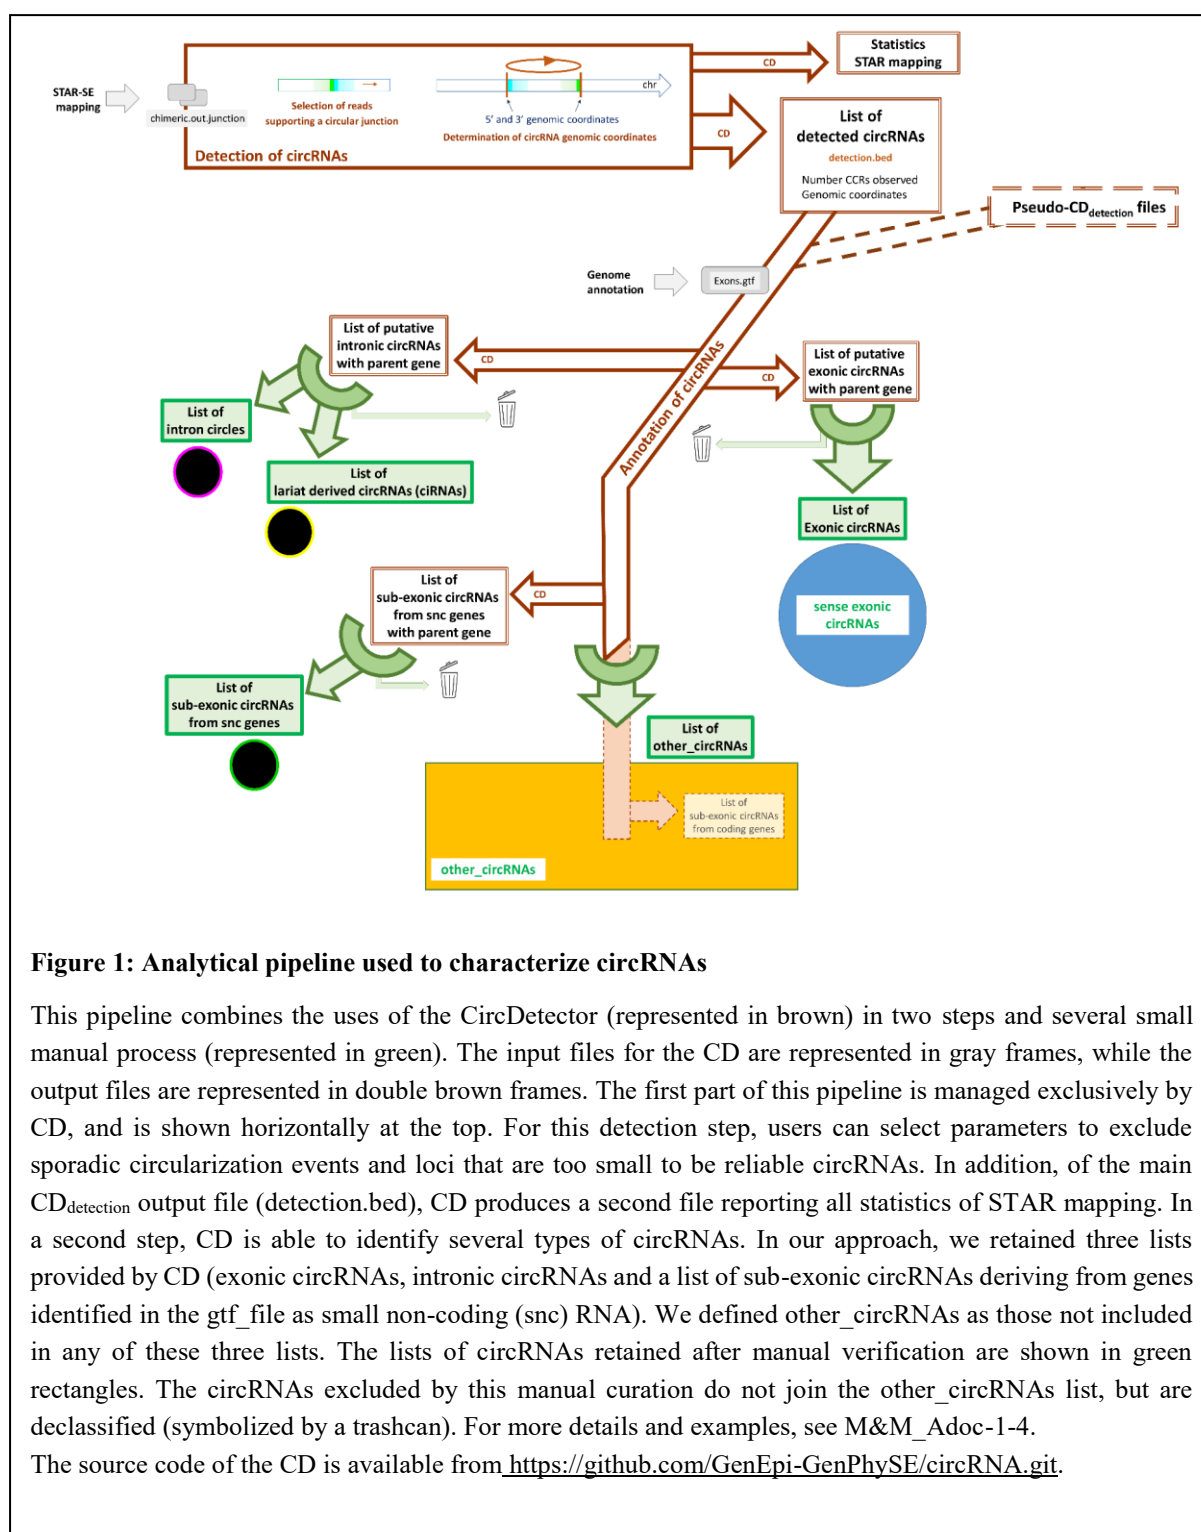 STAR-SE
mapping
chimeric.out.junction
Selection of reads
supporting a circular junction
chr
5' and 3' genomic coordinates
Determination of circRNA genomic coordinates
Detection of circRNAs
CD
Statistics
STAR mapping
CD
List of
detected circRNAs
detection.bed
Number CCRs observed
Genomic coordinates
Pseudo-CDdetection files
Genome
annotation
Exons.gtf
Annotation of circRNAs
List of putative
intronic circRNAs
with parent gene
CD
CD
List of putative
exonic circRNAs
with parent gene
List of
intron circles
List of
lariat derived circRNAs (ciRNAs)
List of
Exonic circRNAs
sense exonic
circRNAs
List of
sub-exonic circRNAs
from snc genes
with parent gene
CD
List of
sub-exonic circRNAs
from snc genes
List of
other_circRNAs
List of
sub-exonic circRNAs
from coding genes
other_circRNAs
Figure 1: Analytical pipeline used to characterize circRNAs
This pipeline combines the uses of the CircDetector (represented in brown) in two steps and several small
manual process (represented in green). The input files for the CD are represented in gray frames, while the
output files are represented in double brown frames. The first part of this pipeline is managed exclusively by
CD, and is shown horizontally at the top. For this detection step, users can select parameters to exclude
sporadic circularization events and loci that are too small to be reliable circRNAs. In addition, of the main
CDdetection output file (detection.bed), CD produces a second file reporting all statistics of STAR mapping. In
a second step, CD is able to identify several types of circRNAs. In our approach, we retained three lists
provided by CD (exonic circRNAs, intronic circRNAs and a list of sub-exonic circRNAs deriving from genes
identified in the gtf_file as small non-coding (snc) RNA). We defined other_circRNAs as those not included
in any of these three lists. The lists of circRNAs retained after manual verification are shown in green
rectangles. The circRNAs excluded by this manual curation do not join the other_circRNAs list, but are
declassified (symbolized by a trashcan). For more details and examples, see M&M_Adoc-1-4.
The source code of the CD is available from https://github.com/GenEpi-GenPhySE/circRNA.git.